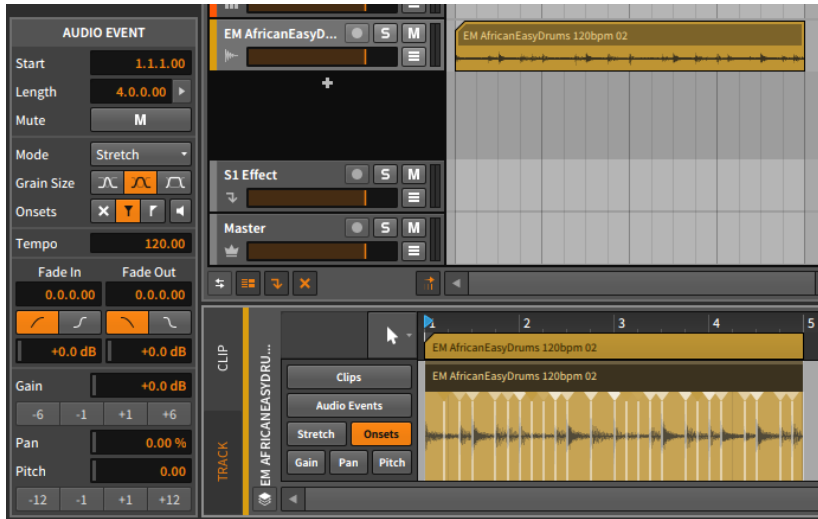 AUDIO EVENT
Start 1.1.1.00
Length 4.0.0.00
Mute M
Mode Stretch
Grain Size
Onsets
Tempo 120.00
Fade In Fade Out
0.0.0.00 0.0.0.00
+0.0 dB +0.0 dB
Gain +0.0 dB
-6 -1 +1 +6
Pan 0.00 %
Pitch 0.00
-12 -1 +1 +12
EM AfricanEasyD... S M
EM AfricanEasyDrums 120bpm 02
S1 Effect S M
Master S M
CLIP
TRACK
EM AFRICANEASYDRU...
1 2 3 4 5
EM AfricanEasyDrums 120bpm 02
EM AfricanEasyDrums 120bpm 02
Clips
Audio Events
Stretch Onsets
Gain Pan Pitch